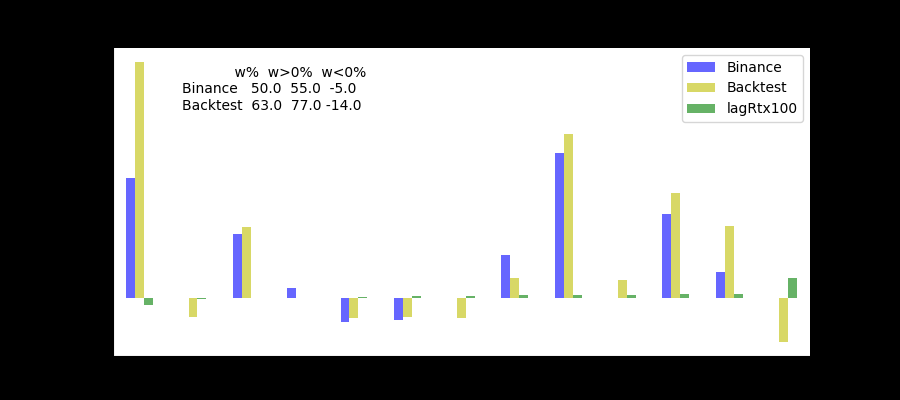 w%  w>0%  w<0%
Binance   50.0  55.0  -5.0
Backtest  63.0  77.0 -14.0
Binance
Backtest
lagRtx100